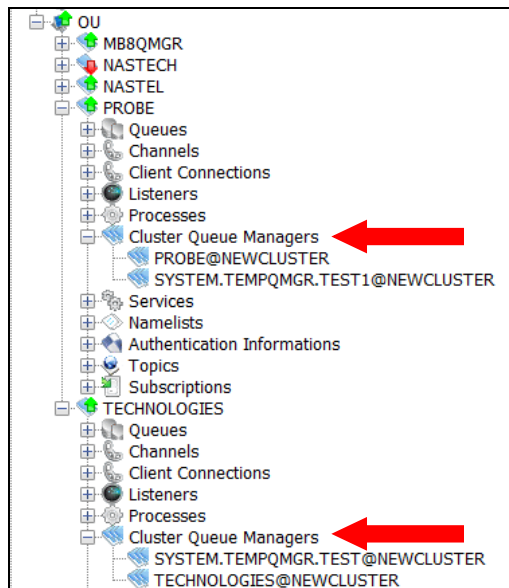 OU
MB8QMGR
NASTECH
NASTEL
PROBE
Queues
Channels
Client Connections
Listeners
Processes
Cluster Queue Managers
PROBE@NEWCLUSTER
SYSTEM.TEMPQMGR.TEST1@NEWCLUSTER
Services
Namelists
Authentication Informations
Topics
Subscriptions
TECHNOLOGIES
Queues
Channels
Client Connections
Listeners
Processes
Cluster Queue Managers
SYSTEM.TEMPQMGR.TEST@NEWCLUSTER
TECHNOLOGIES@NEWCLUSTER